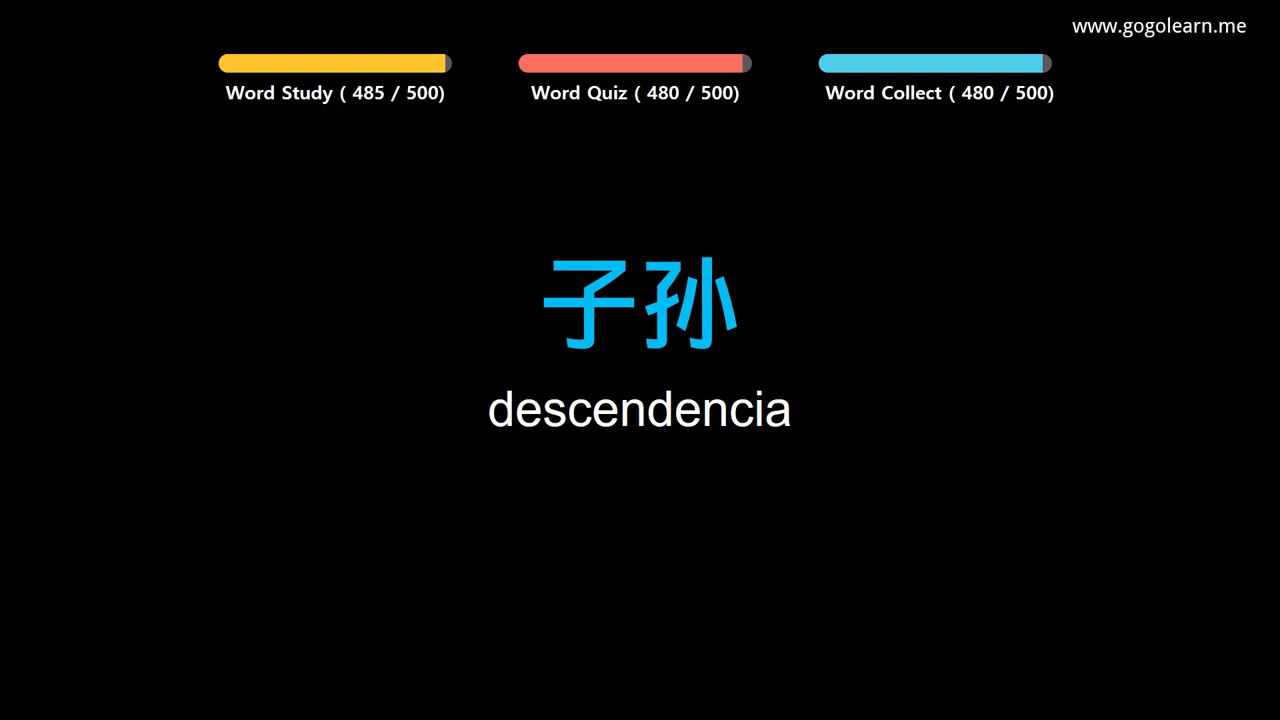 www.gogolearn.me
Word Study ( 485 / 500)
Word Quiz ( 480 / 500)
Word Collect ( 480 / 500)
子孙
descendencia